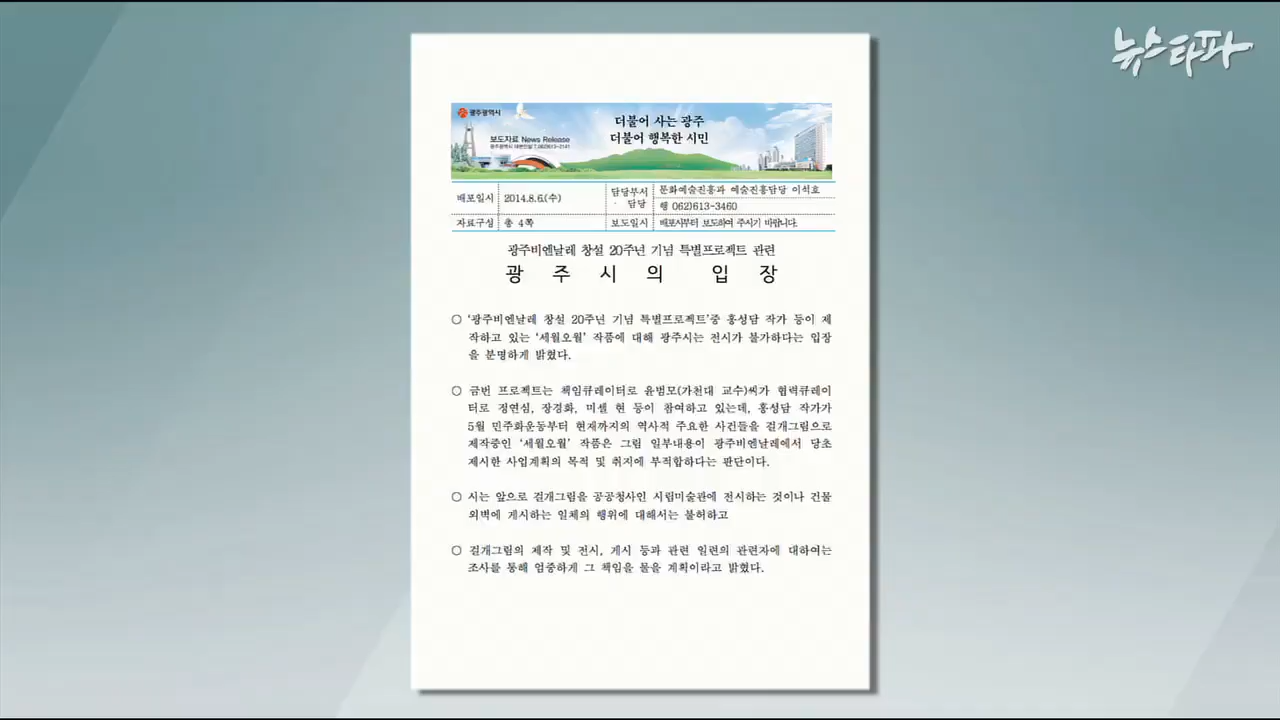 뉴스타파
광주광역시
더불어 사는 광주
더불어 행복한 시민
보도자료 News Release
광주광역시 대변인실 T.062)613-2141
배포일시 2014.8.6.(수) 담당부서 · 담당 문화예술진흥과 예술진흥담당 이석호
행 062)613-3460
자료구성 총 4쪽 보도일시 배포시부터 보도하여 주시기 바랍니다.
광주비엔날레 창설 20주년 기념 특별프로젝트 관련
광 주 시 의 입 장
○ '광주비엔날레 창설 20주년 기념 특별프로젝트'중 홍성담 작가 등이 제
작하고 있는 '세월오월' 작품에 대해 광주시는 전시가 불가하다는 입장
을 분명하게 밝혔다.
○ 금번 프로젝트는 책임큐레이터로 윤범모(가천대 교수)씨가 협력큐레이
터로 정연심, 장경화, 미셸 현 등이 참여하고 있는데, 홍성담 작가가
5월 민주화운동부터 현재까지의 역사적 주요한 사건들을 걸개그림으로
제작중인 '세월오월' 작품은 그림 일부내용이 광주비엔날레에서 당초
제시한 사업계획의 목적 및 취지에 부적합하다는 판단이다.
○ 시는 앞으로 걸개그림을 공공청사인 시립미술관에 전시하는 것이나 건물
외벽에 게시하는 일체의 행위에 대해서는 불허하고
○ 걸개그림의 제작 및 전시, 게시 등과 관련 일련의 관련자에 대하여는
조사를 통해 엄중하게 그 책임을 물을 계획이라고 밝혔다.